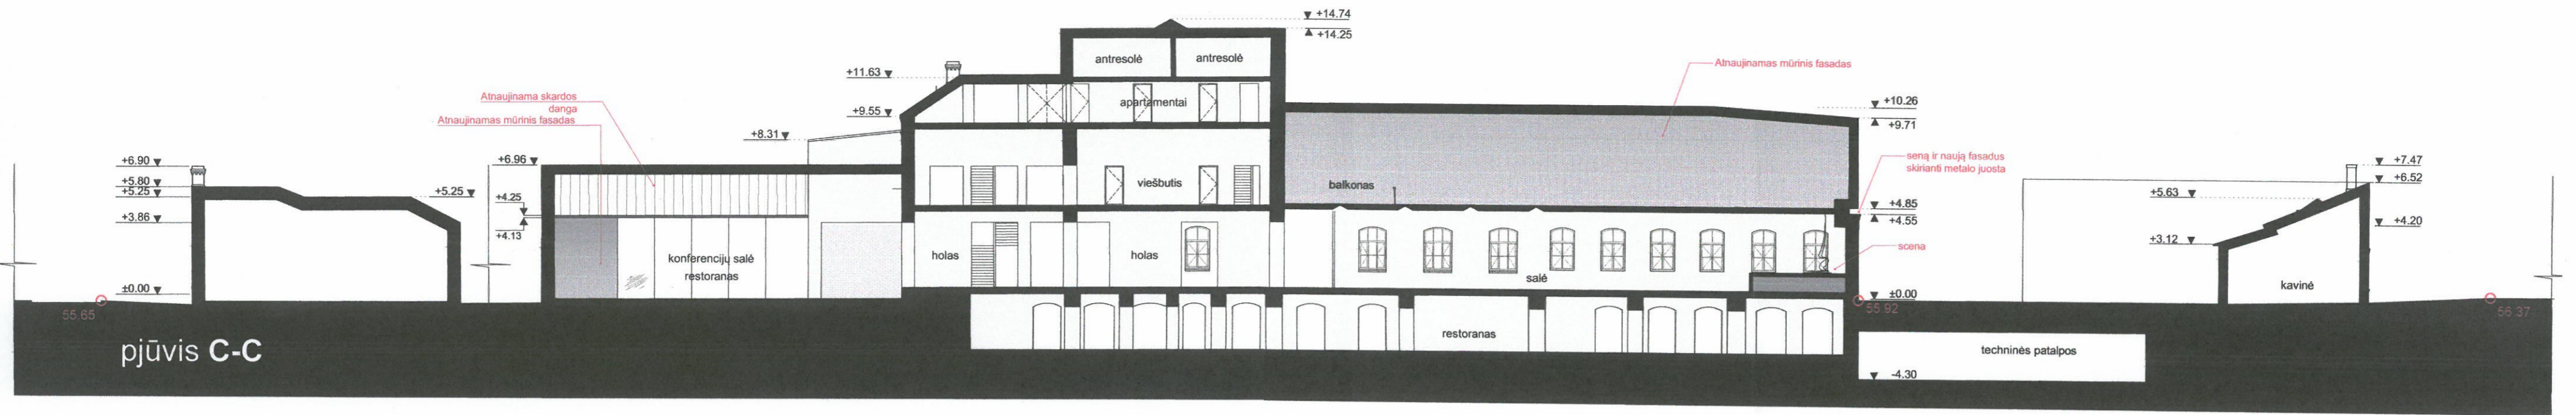 +14.74
+14.25
antresolė
antresolė
+11.63
apartamentai
+9.55
Atnaujinamas mūrinis fasadas
Atnaujinama skardos
danga
Atnaujinamas mūrinis fasadas
+10.26
+9.71
+8.31
+6.90
+5.80
+5.25
+3.86
±0.00
+5.25
+6.96
+4.25
+4.13
viešbutis
balkonas
seną ir naują fasadus
skirianti metalo juosta
+4.85
+4.55
scena
+7.47
+6.52
+5.63
+4.20
+3.12
konferencijų salė
restoranas
holas
holas
salė
kavinė
±0.00
55.65
55.92
56.37
pjūvis C-C
restoranas
techninės patalpos
-4.30